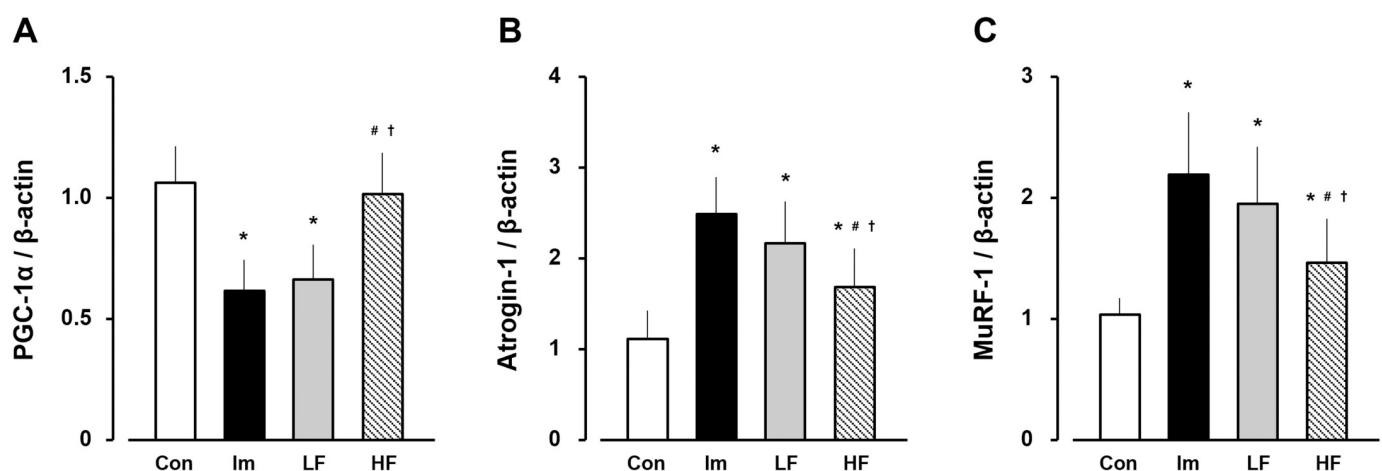 A
PGC-1α / β-actin
1.5
1.0
0.5
0
* * # †
Con Im LF HF
B
Atrogin-1 / β-actin
4
3
2
1
0
* * * # †
Con Im LF HF
C
MuRF-1 / β-actin
3
2
1
0
* * * # †
Con Im LF HF